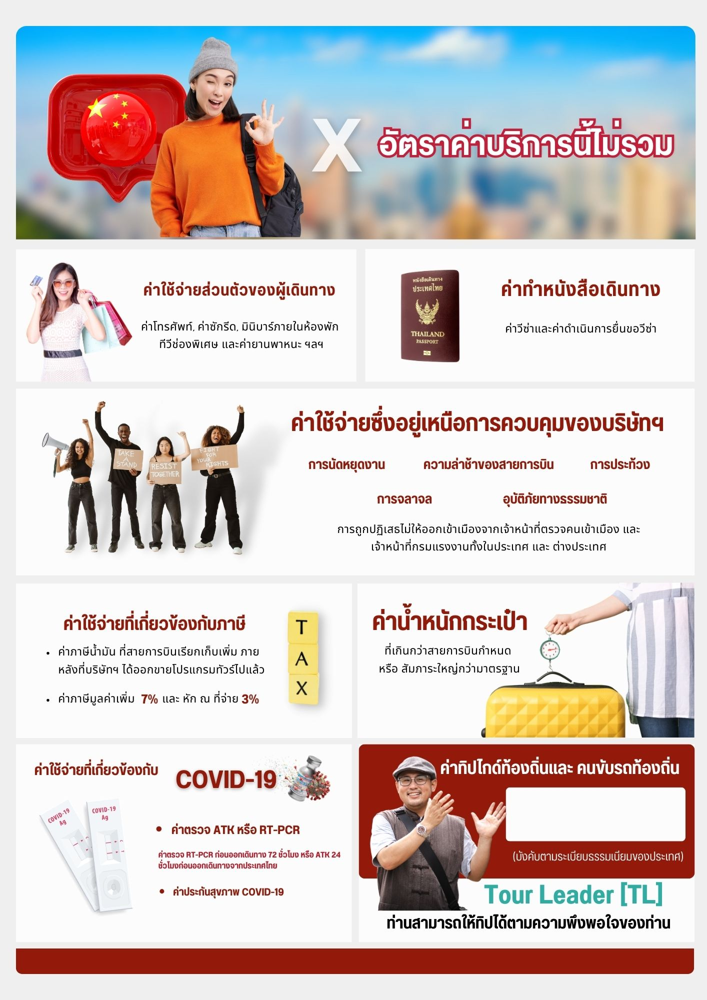 X อัตราค่าบริการนี้ไม่รวม
ค่าใช้จ่ายส่วนตัวของผู้เดินทาง
ค่าโทรศัพท์, ค่าซักรีด, มินิบาร์ภายในห้องพัก
ทีวีช่องพิเศษ และค่ายานพาหนะ ฯลฯ
หนังสือเดินทาง
ประเทศไทย
THAILAND
PASSPORT
ค่าทำหนังสือเดินทาง
ค่าวีซ่าและค่าดำเนินการยื่นขอวีซ่า
TAKE
A
STAND
RESIST
TOGETHER
FIGHT
FOR
YOUR
RIGHTS
ค่าใช้จ่ายซึ่งอยู่เหนือการควบคุมของบริษัทฯ
การนัดหยุดงาน ความล่าช้าของสายการบิน การประท้วง
การจลาจล อุบัติภัยทางธรรมชาติ
การถูกปฏิเสธไม่ให้ออกเข้าเมืองจากเจ้าหน้าที่ตรวจคนเข้าเมือง และ
เจ้าหน้าที่กรมแรงงานทั้งในประเทศ และ ต่างประเทศ
ค่าใช้จ่ายที่เกี่ยวข้องกับภาษี
• ค่าภาษีน้ำมัน ที่สายการบินเรียกเก็บเพิ่ม ภาย
หลังที่บริษัทฯ ได้ออกขายโปรแกรมทัวร์ไปแล้ว
• ค่าภาษีมูลค่าเพิ่ม 7% และ หัก ณ ที่จ่าย 3%
T
A
X
ค่าน้ำหนักกระเป๋า
ที่เกินกว่าสายการบินกำหนด
หรือ สัมภาระใหญ่กว่ามาตรฐาน
ค่าใช้จ่ายที่เกี่ยวข้องกับ COVID-19
COVID-19
Ag
COVID-19
Ag
• ค่าตรวจ ATK หรือ RT-PCR
ค่าตรวจ RT-PCR ก่อนออกเดินทาง 72 ชั่วโมง หรือ ATK 24
ชั่วโมงก่อนออกเดินทางจากประเทศไทย
• ค่าประกันสุขภาพ COVID-19
ค่าทิปไกด์ท้องถิ่นและ คนขับรถท้องถิ่น
(บังคับตามระเบียบธรรมเนียมของประเทศ)
Tour Leader [TL]
ท่านสามารถให้ทิปได้ตามความพึงพอใจของท่าน